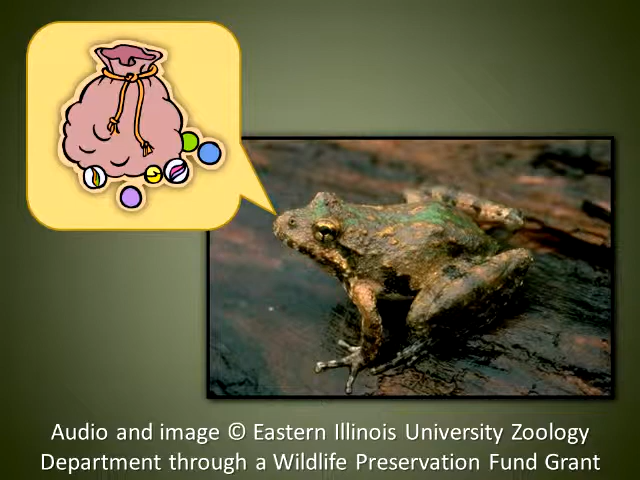 Audio and image © Eastern Illinois University Zoology
Department through a Wildlife Preservation Fund Grant